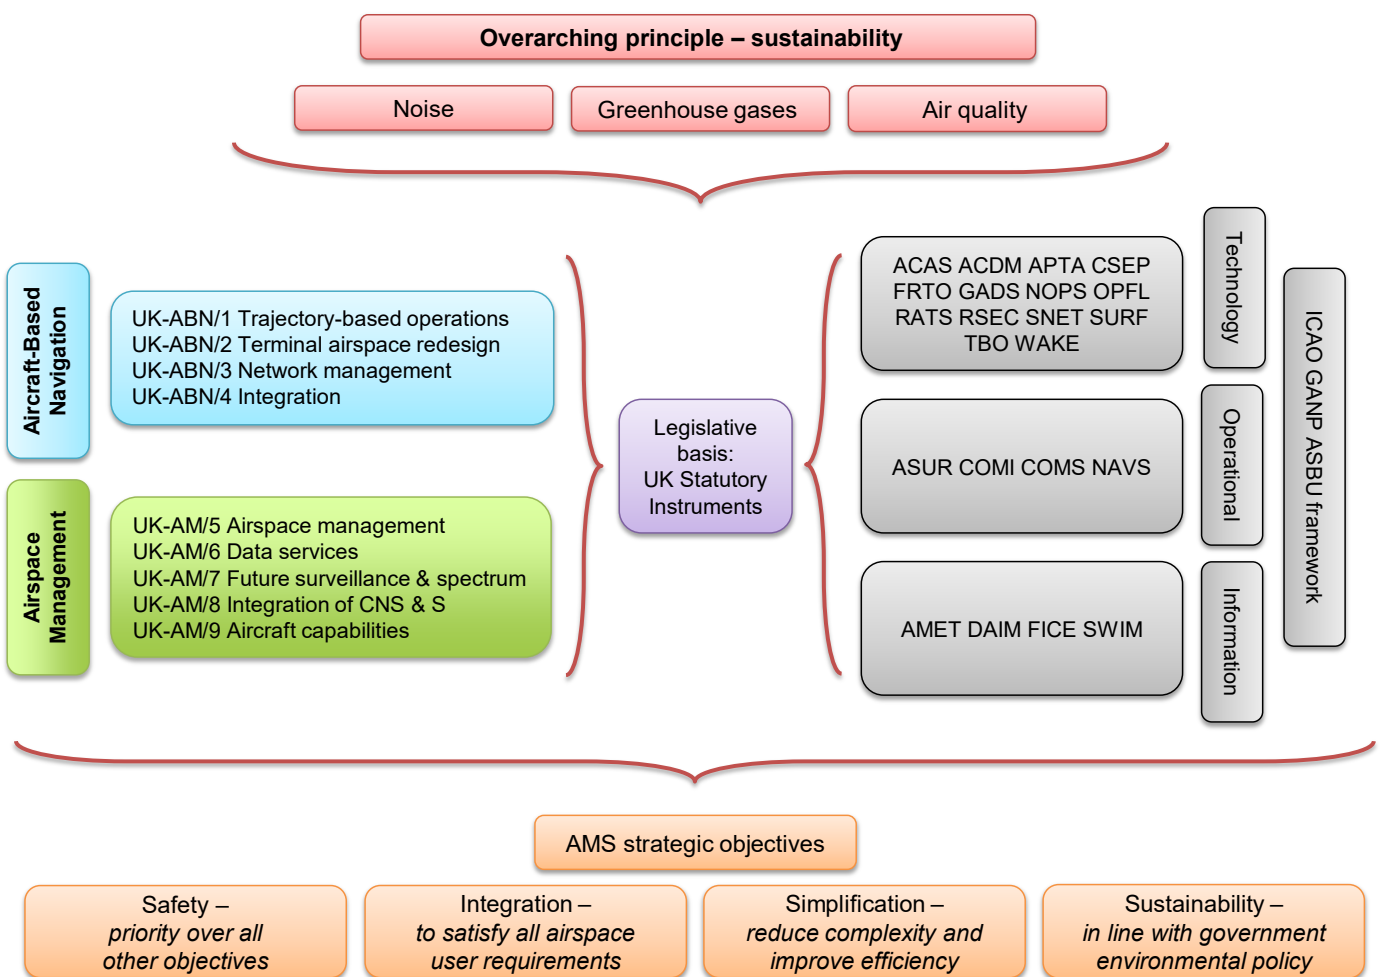 Overarching principle – sustainability
Noise
Greenhouse gases
Air quality
Aircraft-Based
Navigation
UK-ABN/1 Trajectory-based operations
UK-ABN/2 Terminal airspace redesign
UK-ABN/3 Network management
UK-ABN/4 Integration
Airspace
Management
UK-AM/5 Airspace management
UK-AM/6 Data services
UK-AM/7 Future surveillance & spectrum
UK-AM/8 Integration of CNS & S
UK-AM/9 Aircraft capabilities
Legislative
basis:
UK Statutory
Instruments
ACAS ACDM APTA CSEP
FRTO GADS NOPS OPFL
RATS RSEC SNET SURF
TBO WAKE
Technology
ASUR COMI COMS NAVS
Operational
AMET DAIM FICE SWIM
Information
ICAO GANP ASBU framework
AMS strategic objectives
Safety –
priority over all
other objectives
Integration –
to satisfy all airspace
user requirements
Simplification –
reduce complexity and
improve efficiency
Sustainability –
in line with government
environmental policy